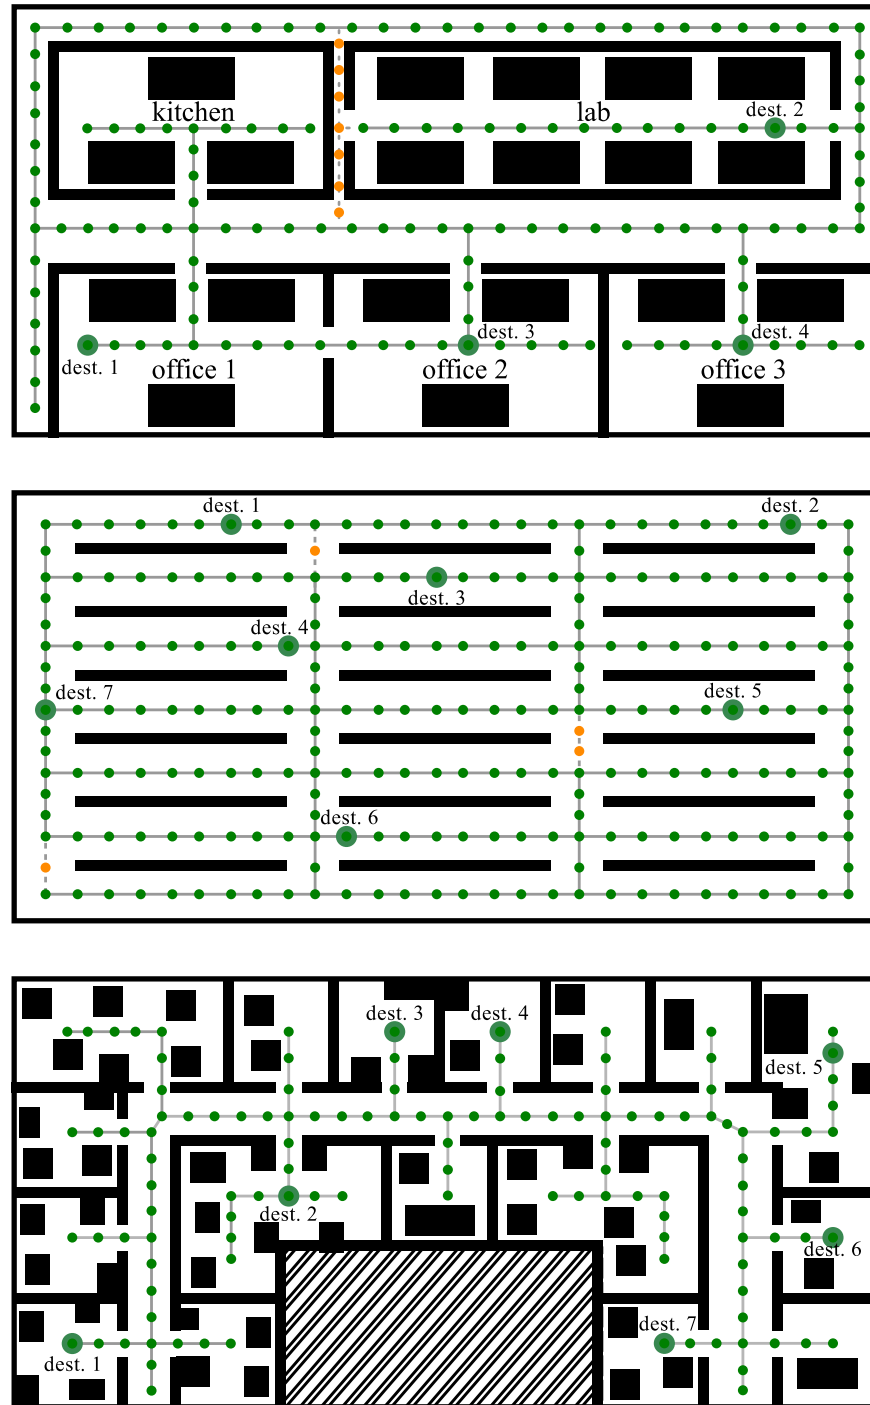 kitchen
lab
dest. 2
dest. 3
dest. 4
dest. 1
office 1
office 2
office 3
dest. 1
dest. 2
dest. 3
dest. 4
dest. 7
dest. 5
dest. 6
dest. 3
dest. 4
dest. 5
dest. 2
dest. 6
dest. 7
dest. 1